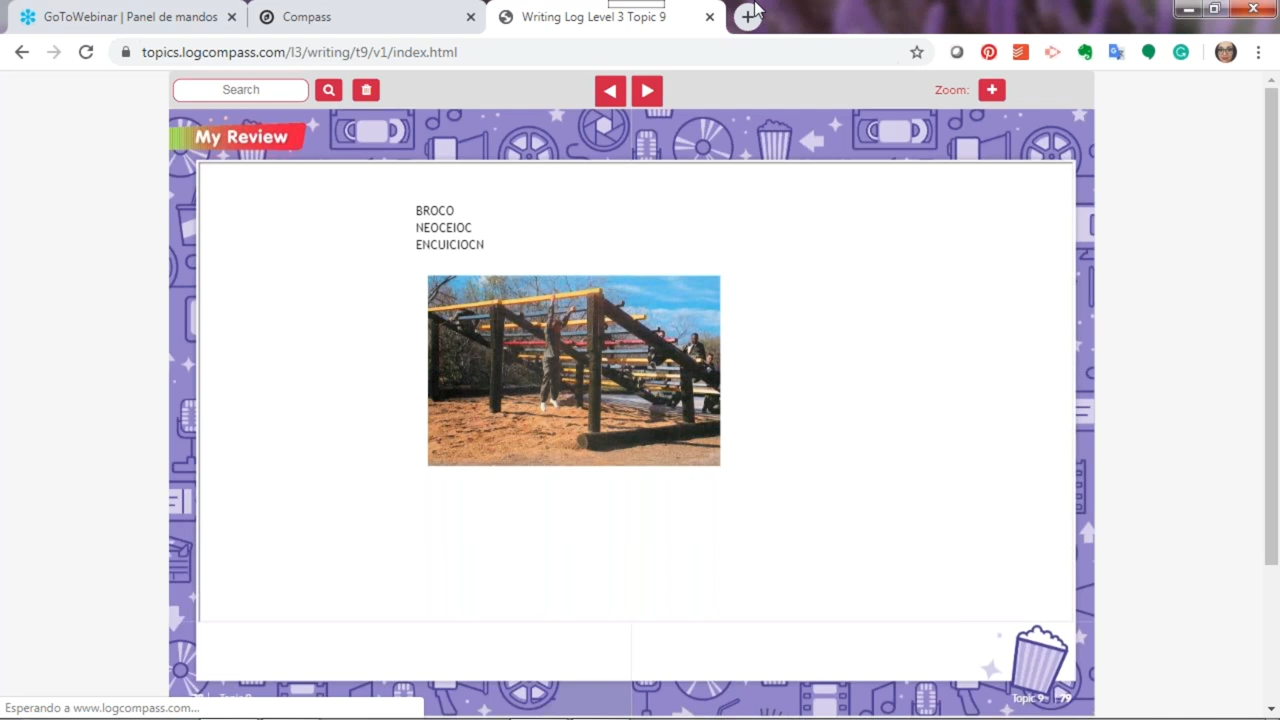 GoToWebinar | Panel de mandos
Compass
Writing Log Level 3 Topic 9
topics.logcompass.com/l3/writing/t9/v1/index.html
Search
Zoom:
My Review
BROCO
NEOCEIOC
ENCUICIOCN
Topic 9 | 79
Esperando a www.logcompass.com...